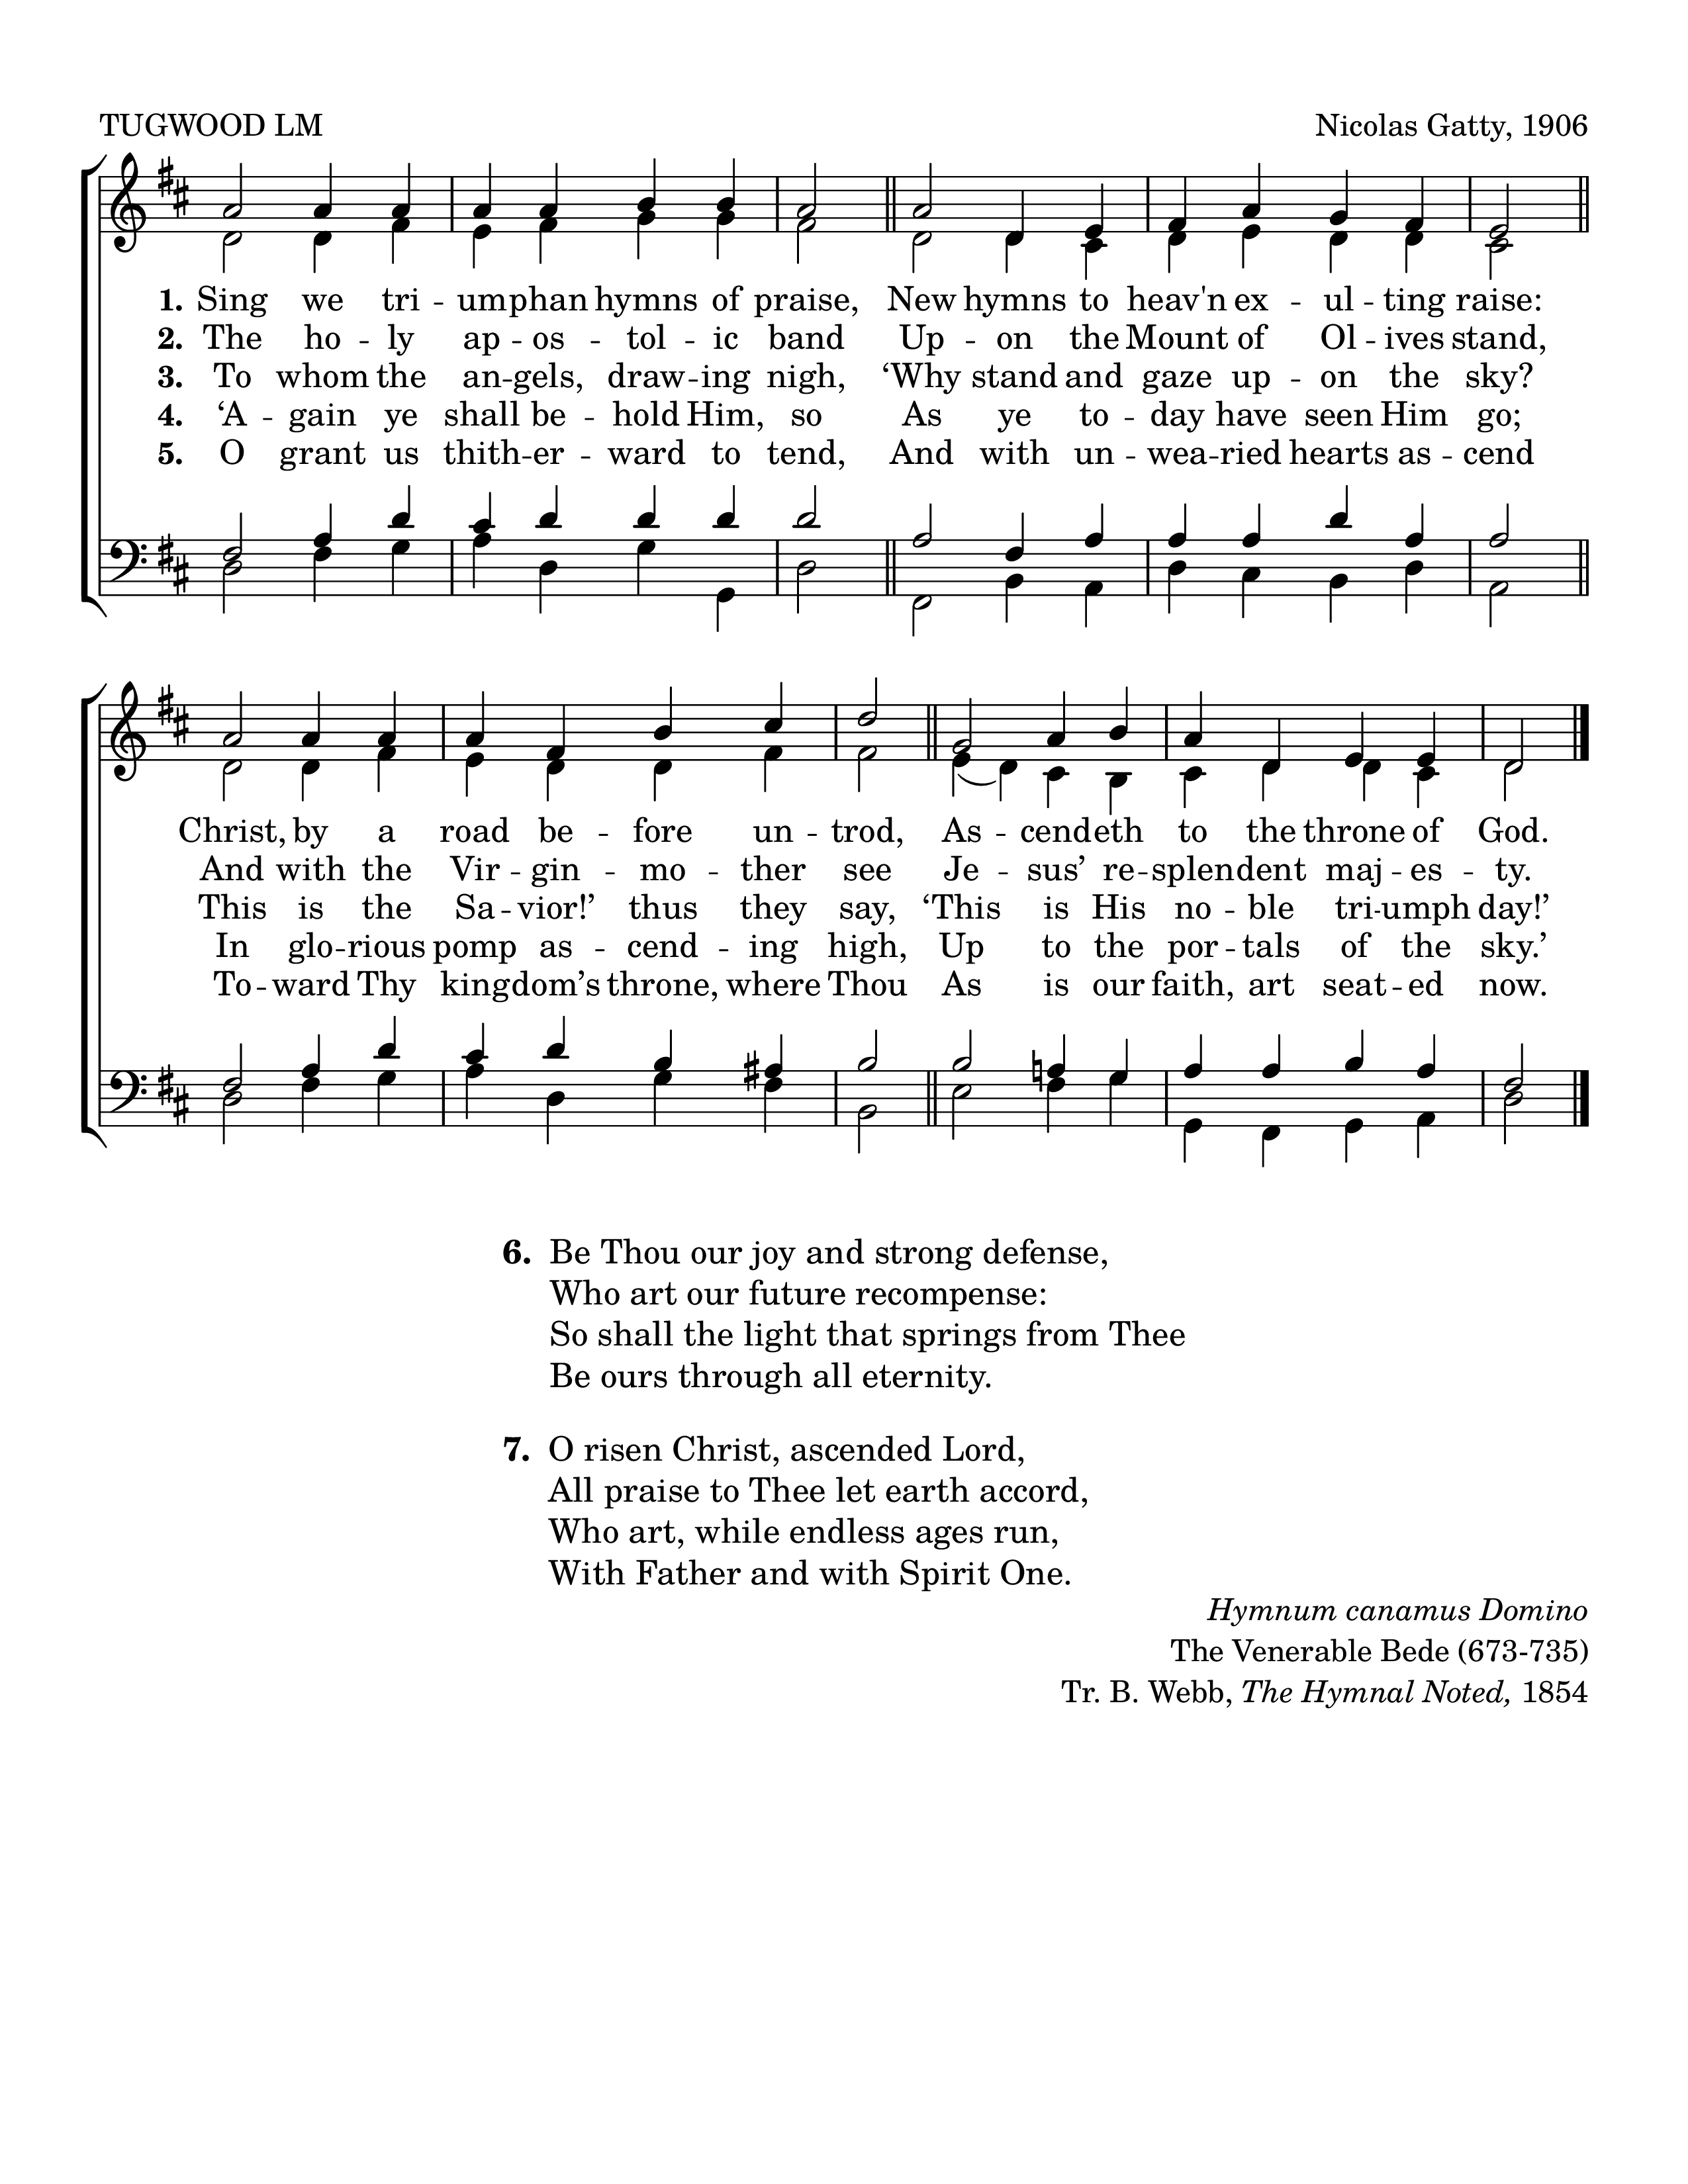 TUGWOOD LM
Nicolas Gatty, 1906
1. Sing we tri - umphan hymns of praise, New hymns to heav'n ex - ul - ting raise:
2. The ho - ly ap - os - tol - ic band Up - on the Mount of Ol - ives stand,
3. To whom the an - gels, draw - ing nigh, ‘Why stand and gaze up - on the sky?
4. ‘A - gain ye shall be - hold Him, so As ye to - day have seen Him go;
5. O grant us thith - er - ward to tend, And with un - wea - ried hearts as - cend
Christ, by a road be - fore un - trod, As - cendeth to the throne of God.
And with the Vir - gin - mo - ther see Je - sus’ re - splendent maj - es - ty.
This is the Sa - vior!’ thus they say, ‘This is His no - ble tri - umph day!’
In glo - rious pomp as - cend - ing high, Up to the por - tals of the sky.’
To - ward Thy kingdom’s throne, where Thou As is our faith, art seat - ed now.
6. Be Thou our joy and strong defense,
Who art our future recompense:
So shall the light that springs from Thee
Be ours through all eternity.
7. O risen Christ, ascended Lord,
All praise to Thee let earth accord,
Who art, while endless ages run,
With Father and with Spirit One.
Hymnum canamus Domino
The Venerable Bede (673-735)
Tr. B. Webb, The Hymnal Noted, 1854